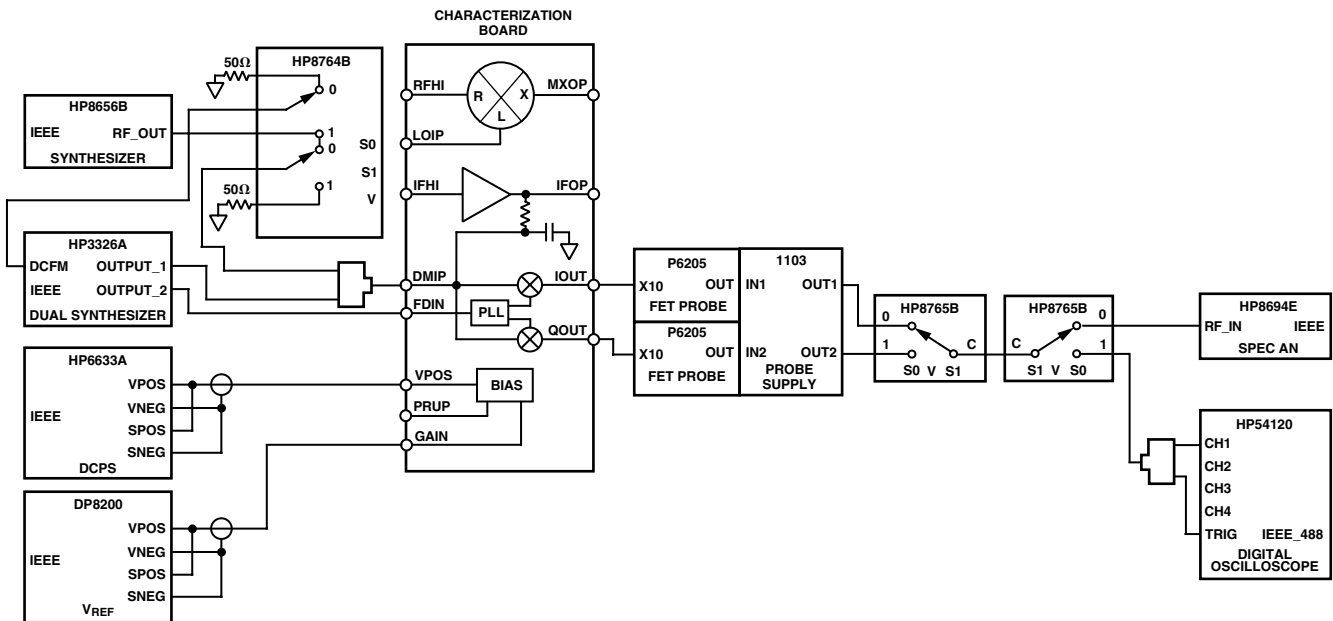 CHARACTERIZATION
BOARD
HP8656B
IEEE
RF_OUT
SYNTHESIZER
50Ω
HP8764B
0
1
0
S0
S1
1
V
50Ω
HP3326A
DCFM
OUTPUT_1
IEEE
OUTPUT_2
DUAL SYNTHESIZER
HP6633A
VPOS
IEEE
VNEG
SPOS
SNEG
DCPS
DP8200
VPOS
IEEE
VNEG
SPOS
SNEG
VREF
RFHI
R
X
L
MXOP
LOIP
IFHI
IFOP
DMIP
IOUT
FDIN
PLL
QOUT
VPOS
BIAS
PRUP
GAIN
P6205
X10
OUT
FET PROBE
P6205
X10
OUT
FET PROBE
1103
IN1
OUT1
IN2
OUT2
PROBE
SUPPLY
HP8765B
0
1
C
S0 V S1
HP8765B
0
C
1
S1 V S0
HP8694E
RF_IN
IEEE
SPEC AN
HP54120
CH1
CH2
CH3
CH4
TRIG
IEEE_488
DIGITAL
OSCILLOSCOPE